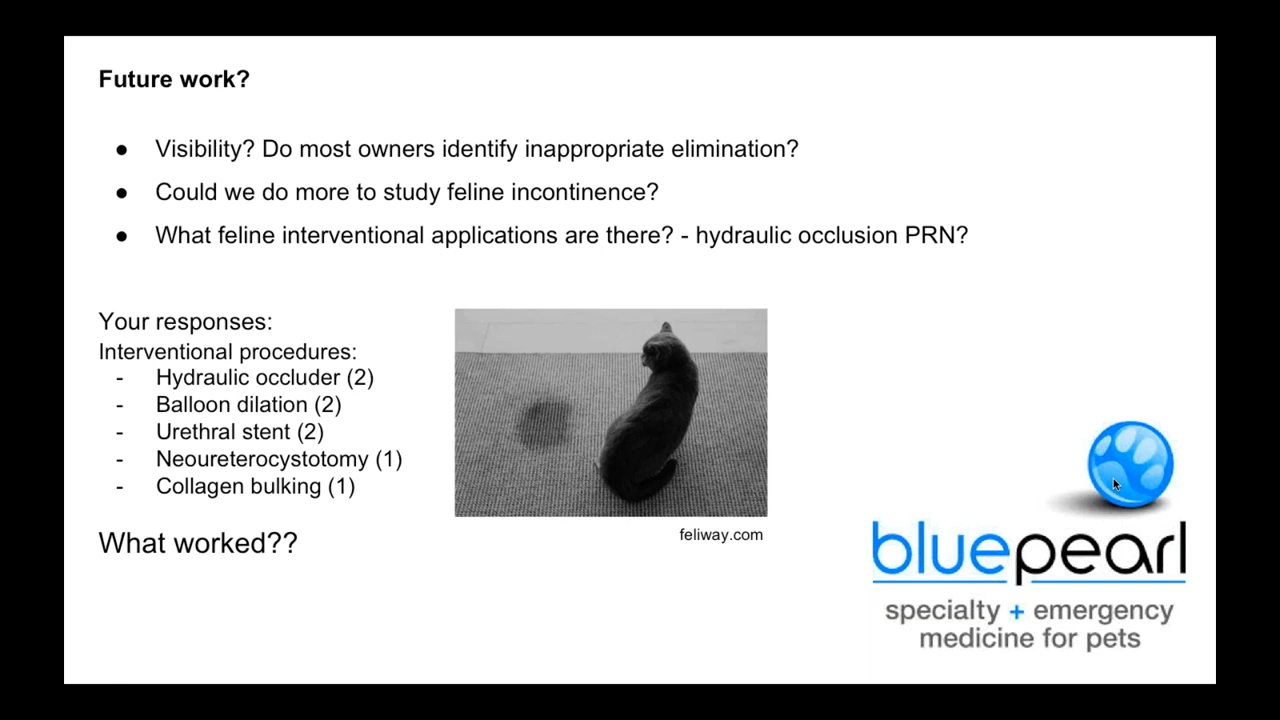 Future work?
● Visibility? Do most owners identify inappropriate elimination?
● Could we do more to study feline incontinence?
● What feline interventional applications are there? - hydraulic occlusion PRN?
Your responses:
Interventional procedures:
- Hydraulic occluder (2)
- Balloon dilation (2)
- Urethral stent (2)
- Neoureterocystotomy (1)
- Collagen bulking (1)
What worked??
feliway.com
bluepearl
specialty + emergency
medicine for pets